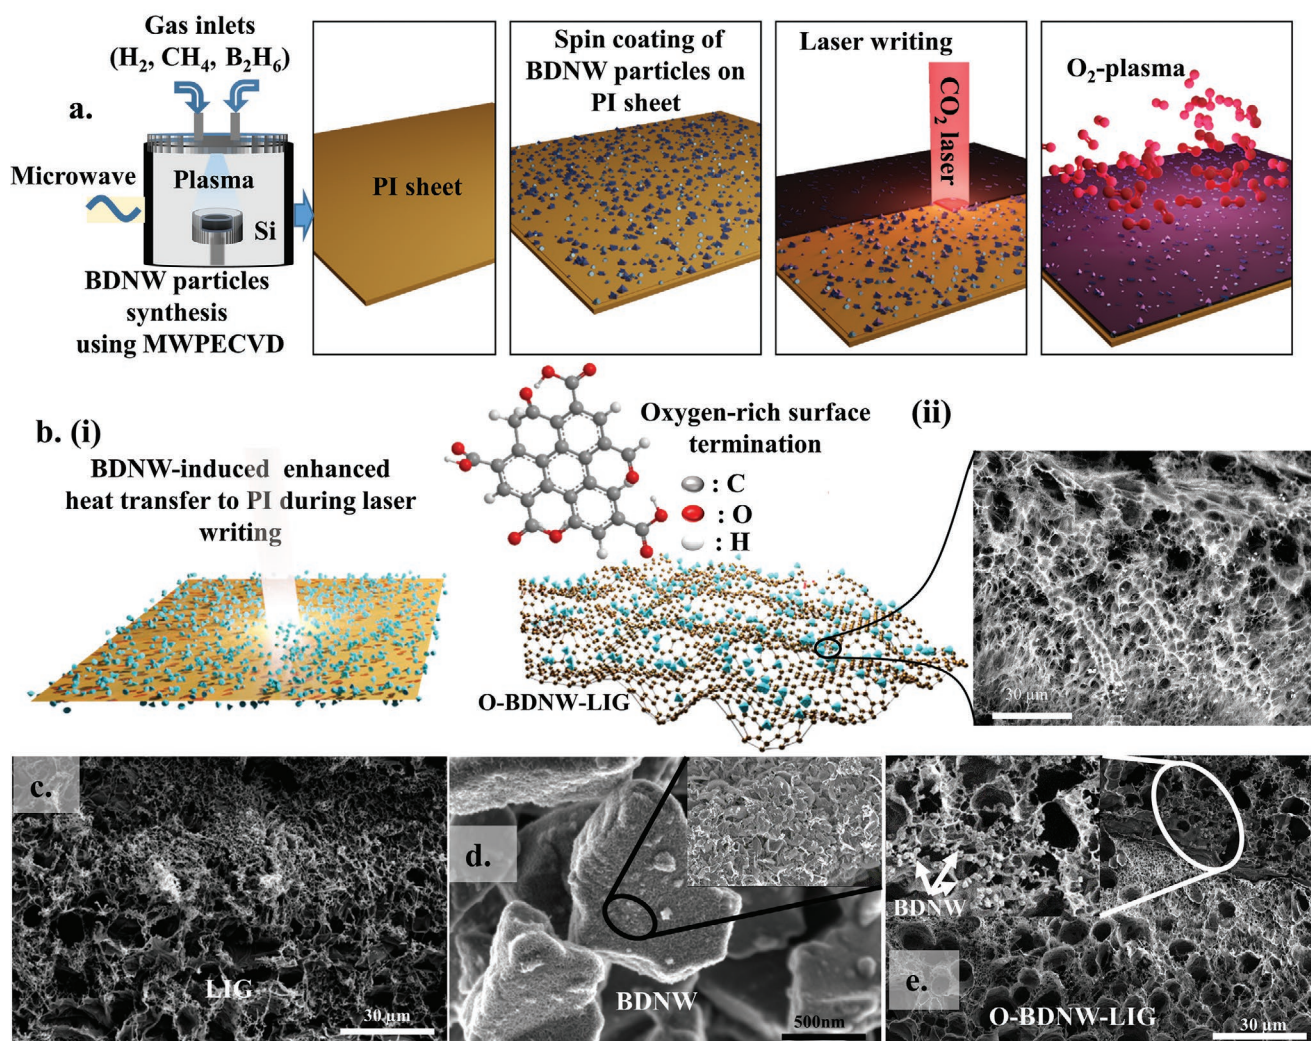 Gas inlets
(H₂, CH₄, B₂H₆)
a.
Microwave
Plasma
Si
BDNW particles
synthesis
using MWPECVD
PI sheet
Spin coating of
BDNW particles on
PI sheet
Laser writing
CO₂ laser
O₂-plasma
b. (i)
BDNW-induced enhanced
heat transfer to PI during laser
writing
Oxygen-rich surface
termination
: C
: O
: H
O-BDNW-LIG
(ii)
30 µm
c.
LIG
30 µm
d.
BDNW
500nm
BDNW
e.
O-BDNW-LIG
30 µm